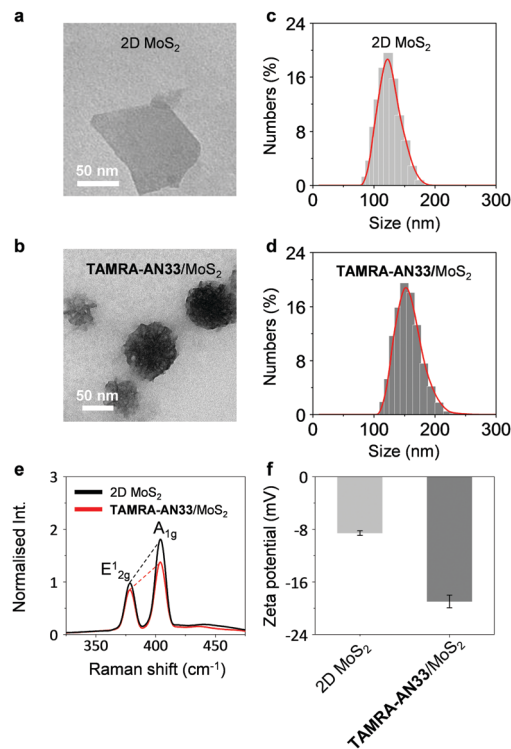 a
2D MoS2
50 nm
b
TAMRA-AN33/MoS2
50 nm
c
2D MoS2
Numbers (%)
24
16
8
0
0
100
200
300
Size (nm)
d
TAMRA-AN33/MoS2
Numbers (%)
24
16
8
0
0
100
200
300
Size (nm)
e
2D MoS2
TAMRA-AN33/MoS2
A1g
E12g
Normalised Int.
3
2
1
0
350
400
450
Raman shift (cm-1)
f
Zeta potential (mV)
0
-8
-16
-24
2D MoS2
TAMRA-AN33/MoS2